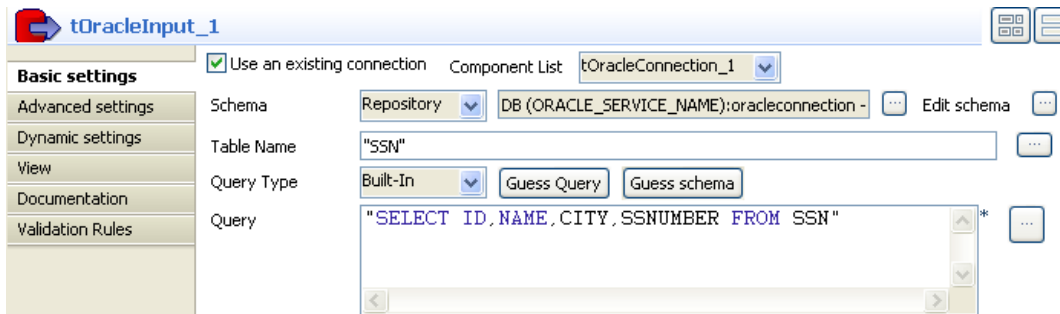 tOracleInput_1
Basic settings
Advanced settings
Dynamic settings
View
Documentation
Validation Rules
Use an existing connection Component List tOracleConnection_1
Schema Repository DB (ORACLE_SERVICE_NAME):oracleconnection - ... Edit schema ...
Table Name "SSN" ...
Query Type Built-In Guess Query Guess schema
Query "SELECT ID,NAME,CITY,SSNUMBER FROM SSN" * ...